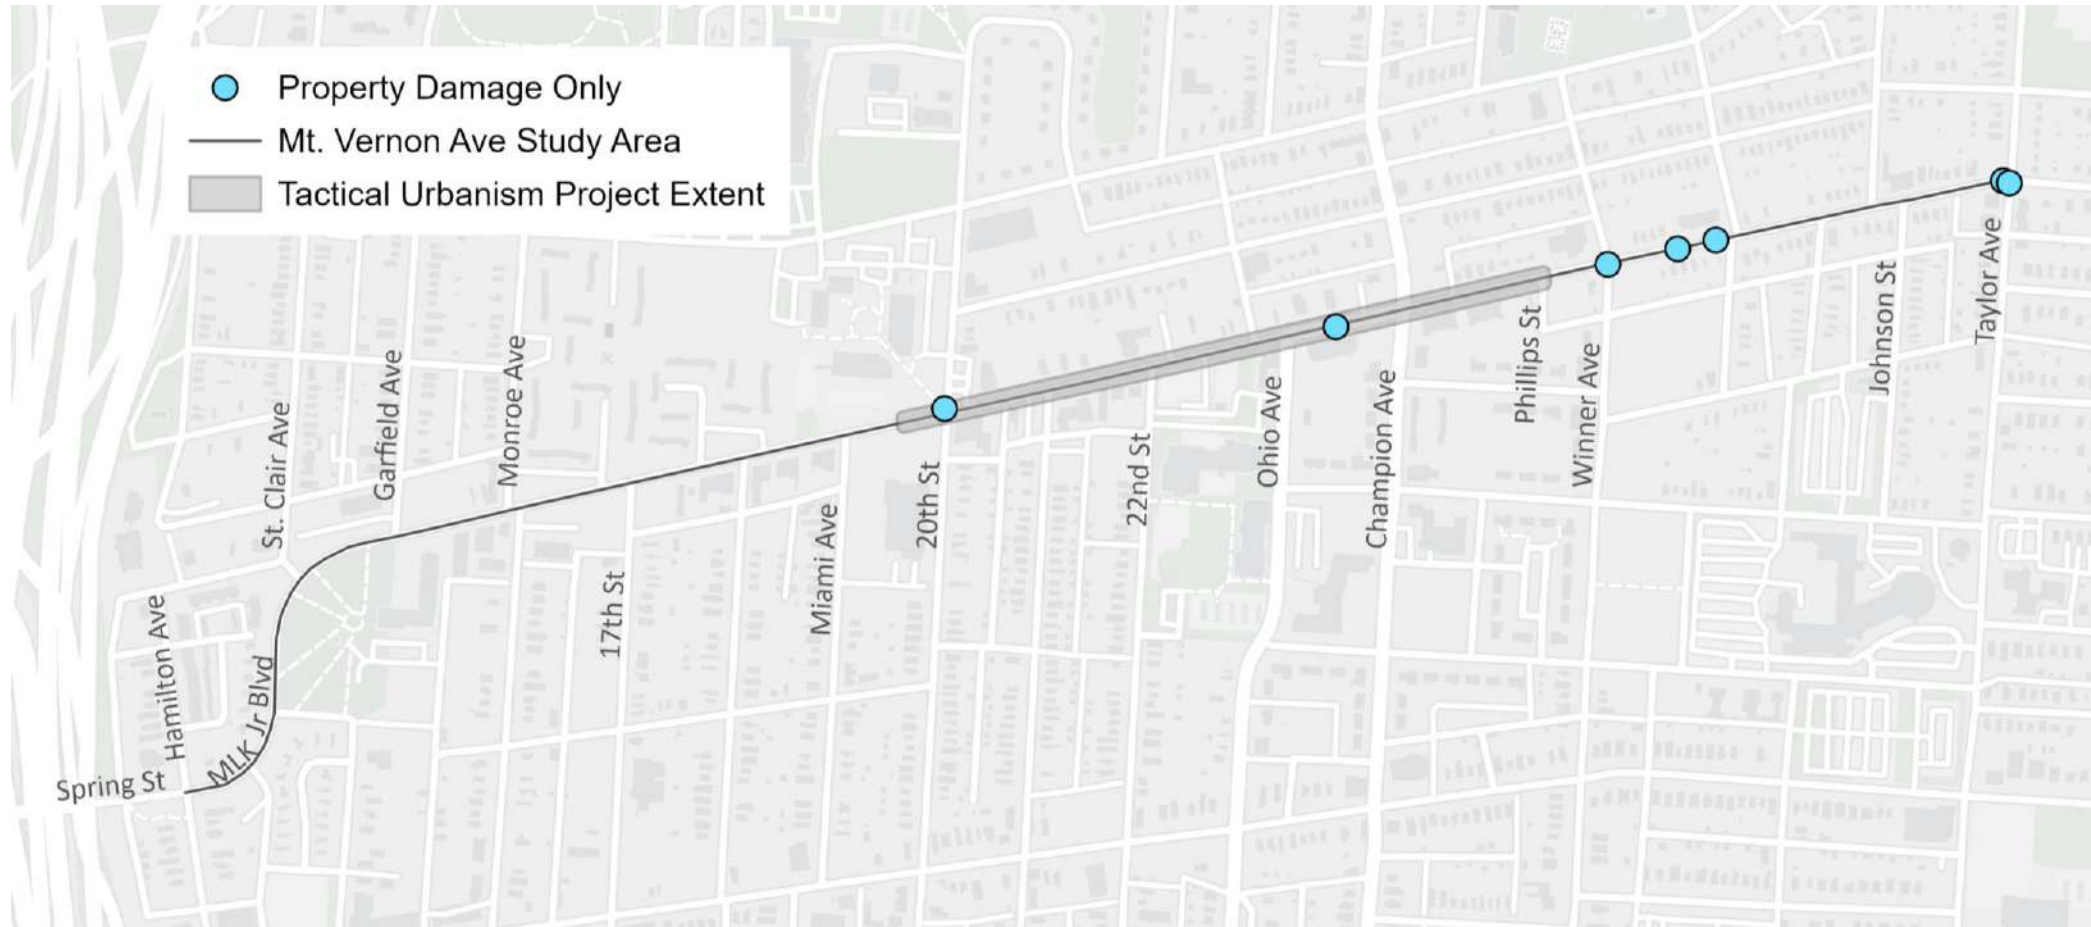 Property Damage Only
Mt. Vernon Ave Study Area
Tactical Urbanism Project Extent
Spring St
Hamilton Ave
MLK Jr Blvd
St. Clair Ave
Garfield Ave
Monroe Ave
17th St
Miami Ave
20th St
22nd St
Ohio Ave
Champion Ave
Phillips St
Winner Ave
Johnson St
Taylor Ave